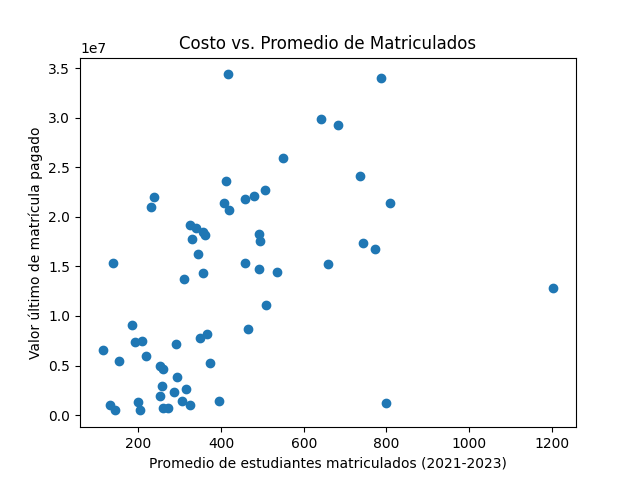 Costo vs. Promedio de Matriculados
1e7
3.5
3.0
2.5
2.0
1.5
1.0
0.5
0.0
Valor último de matrícula pagado
200 400 600 800 1000 1200
Promedio de estudiantes matriculados (2021-2023)